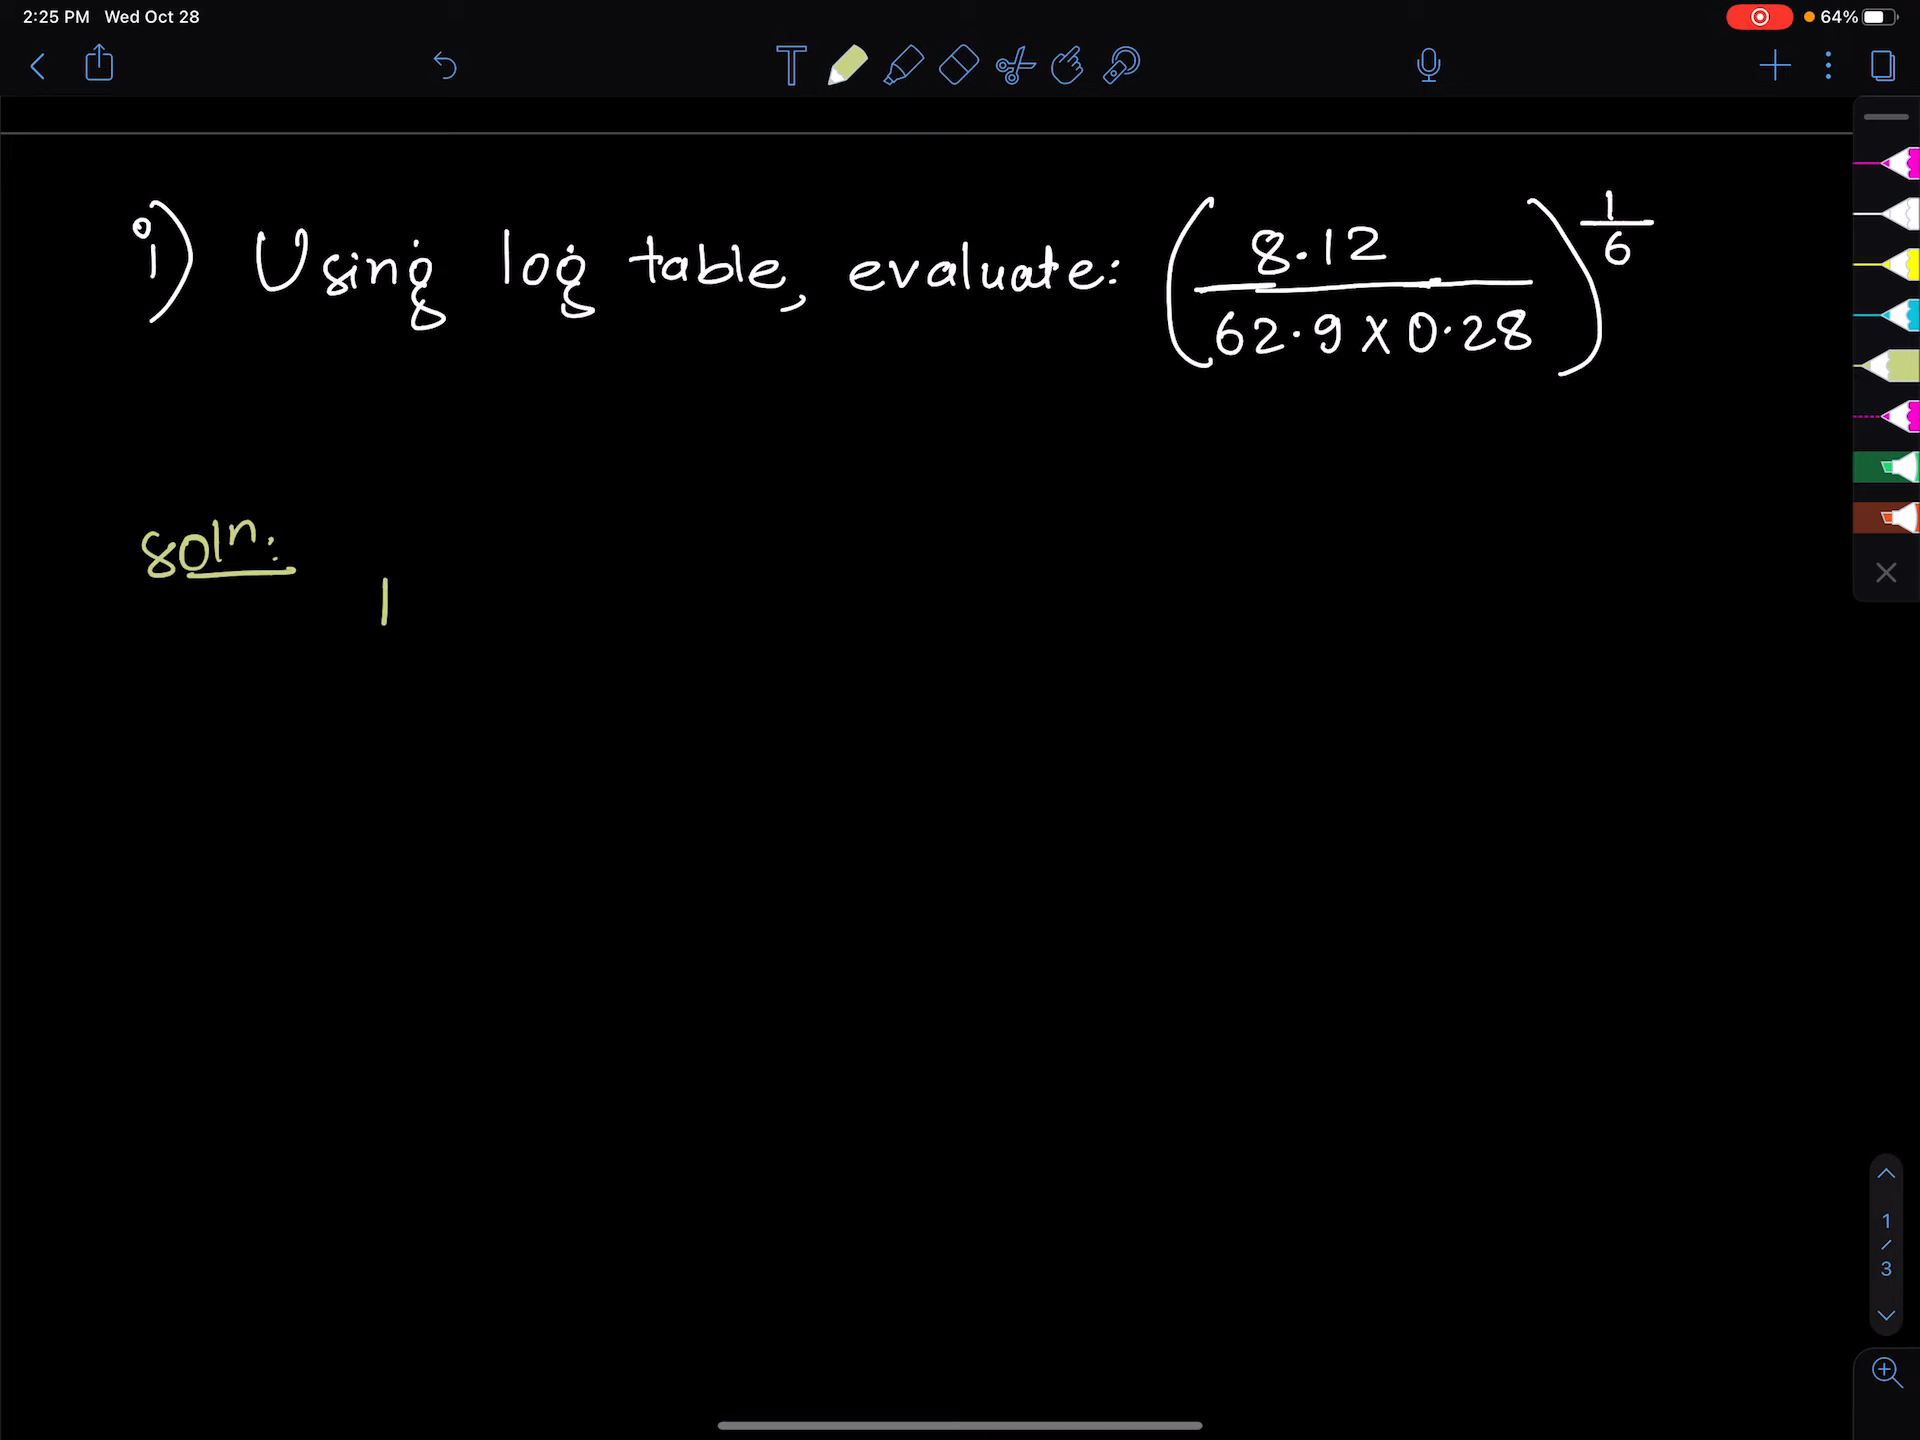 2:25 PM Wed Oct 28
64%
i) Using log table, evaluate: (8.12 / 62.9 x 0.28)^1/6
soln:
1
/
3